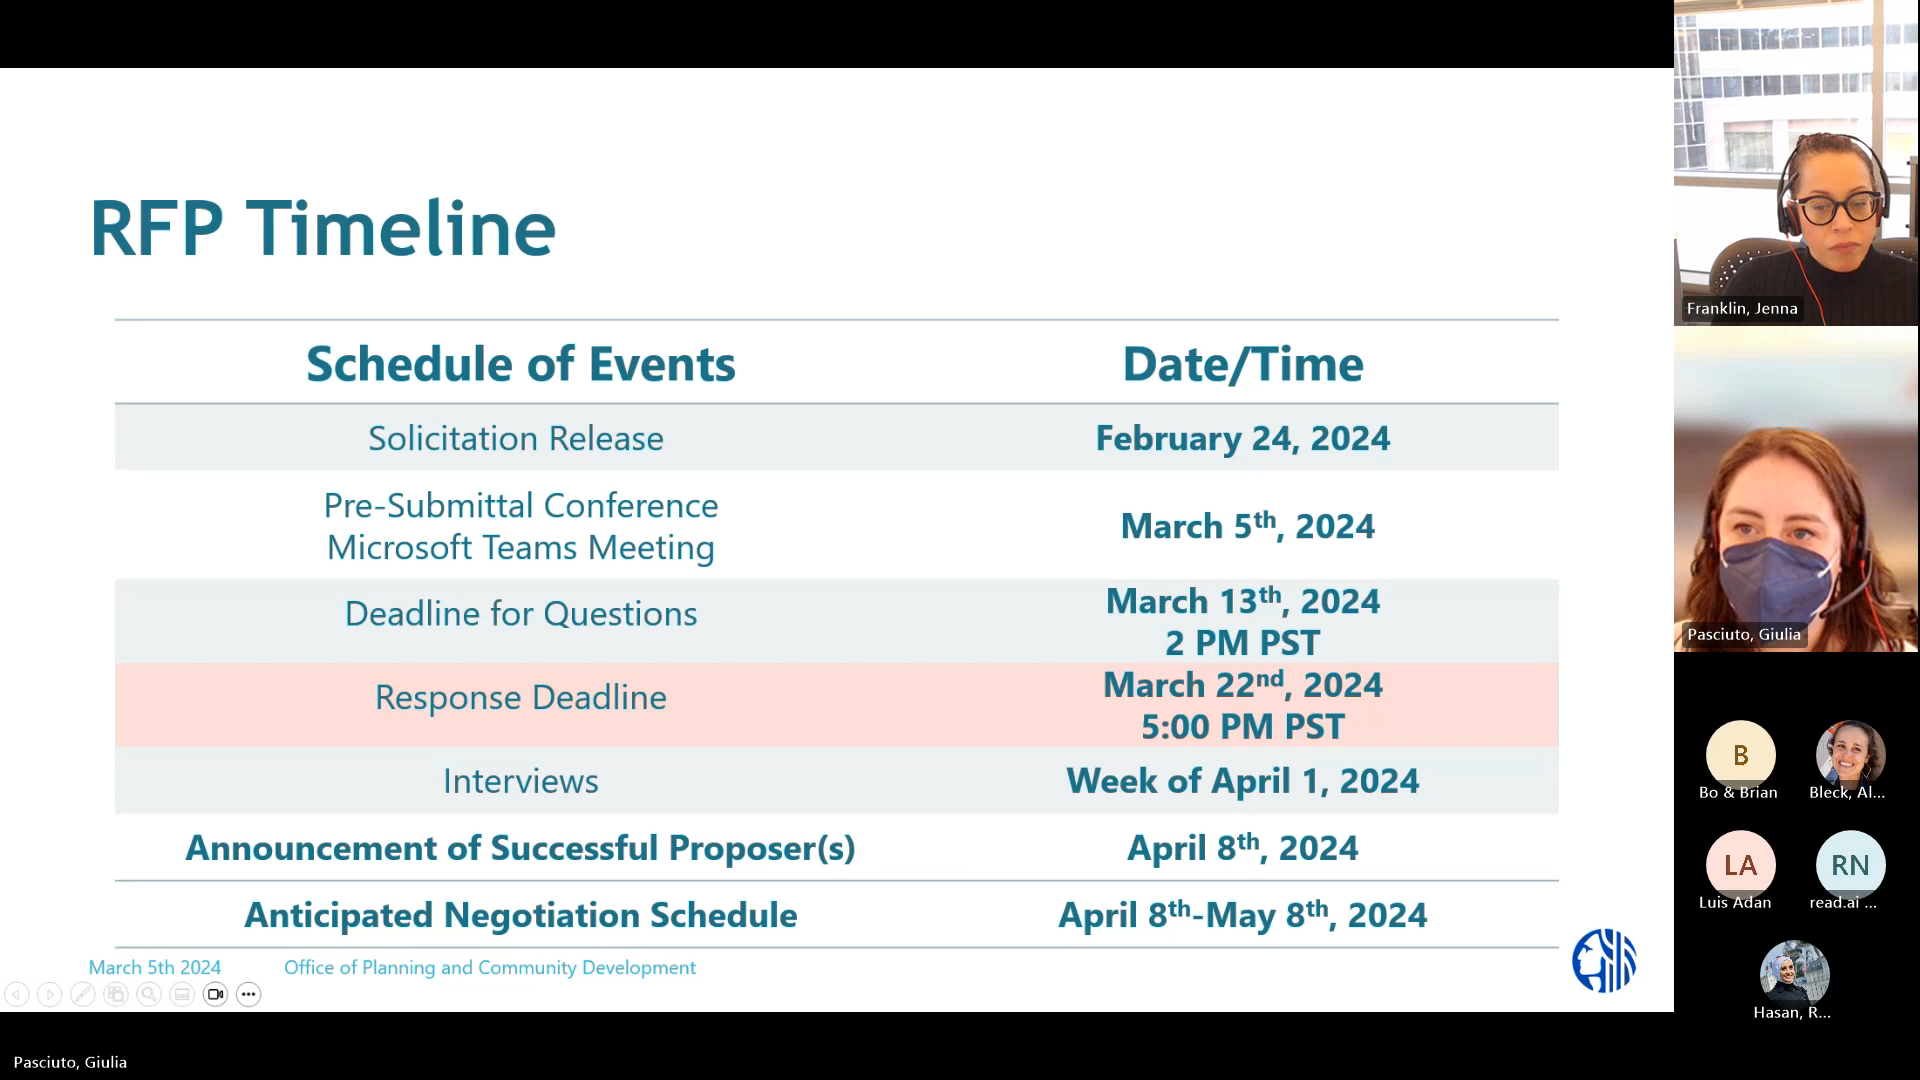 RFP Timeline
Schedule of Events
Date/Time
Solicitation Release
February 24, 2024
Pre-Submittal Conference
Microsoft Teams Meeting
March 5th, 2024
Deadline for Questions
March 13th, 2024
2 PM PST
Response Deadline
March 22nd, 2024
5:00 PM PST
Interviews
Week of April 1, 2024
Announcement of Successful Proposer(s)
April 8th, 2024
Anticipated Negotiation Schedule
April 8th-May 8th, 2024
March 5th 2024
Office of Planning and Community Development
Pasciuto, Giulia
Franklin, Jenna
Pasciuto, Giulia
B
Bo & Brian
Bleck, Al...
LA
Luis Adan
RN
read.ai ...
Hasan, R...